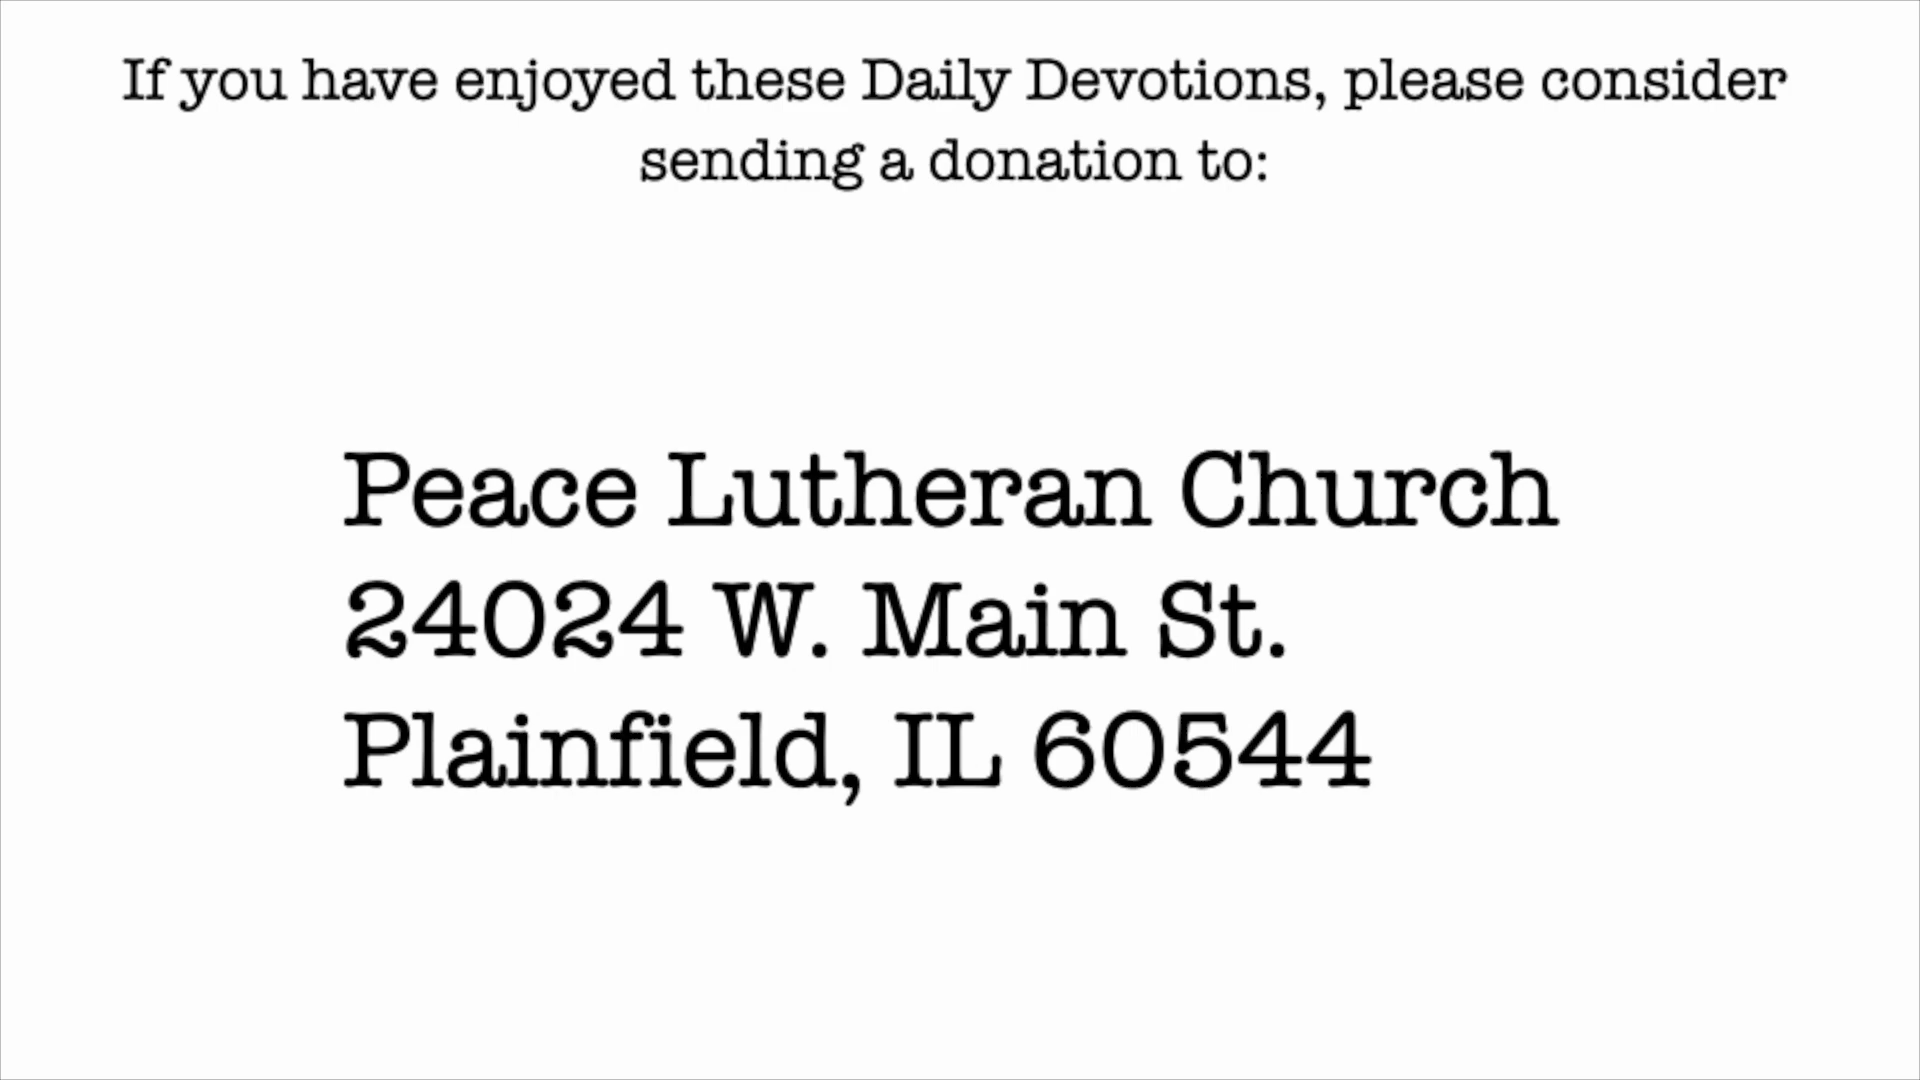 If you have enjoyed these Daily Devotions, please consider
sending a donation to:
Peace Lutheran Church
24024 W. Main St.
Plainfield, IL 60544